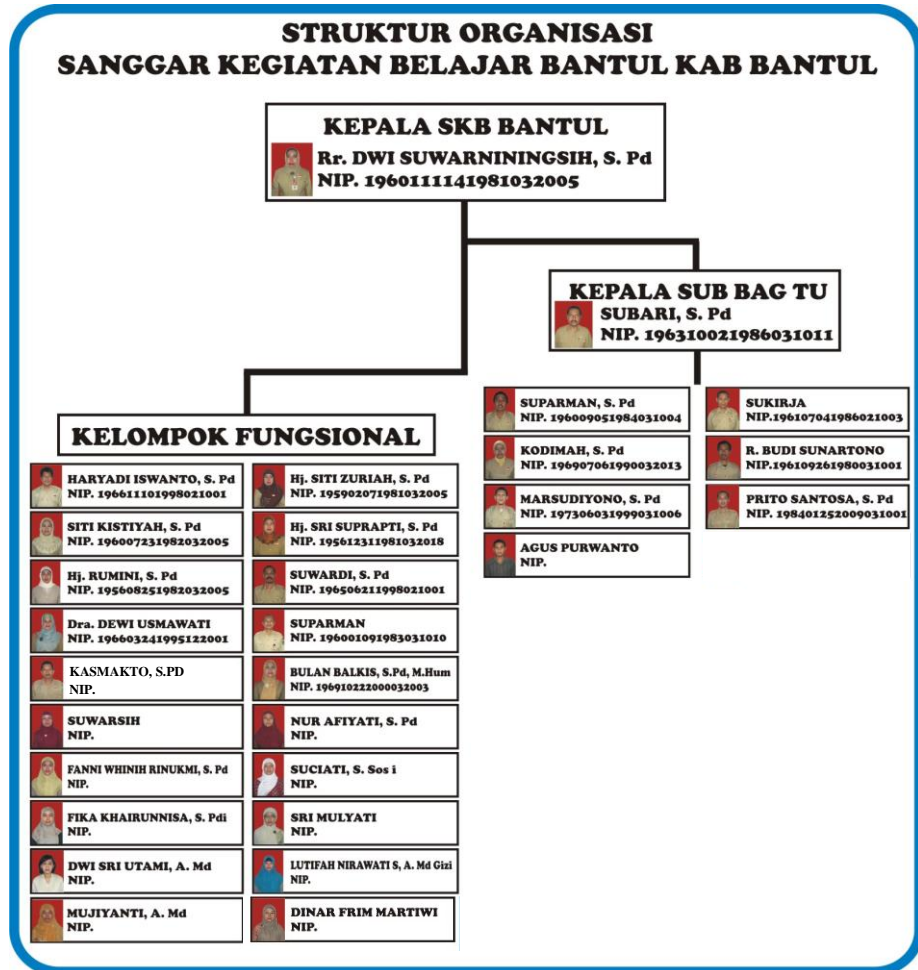 STRUKTUR ORGANISASI
SANGGAR KEGIATAN BELAJAR BANTUL KAB BANTUL
KEPALA SKB BANTUL
Rr. DWI SUWARNININGSIH, S. Pd
NIP. 196011141981032005
KEPALA SUB BAG TU
SUBARI, S. Pd
NIP. 196310021986031011
SUPARMAN, S. Pd
NIP. 196009051984031004
SUKIRJA
NIP.196107041986021003
KODIMAH, S. Pd
NIP. 196907061990032013
R. BUDI SUNARTONO
NIP.196109261980031001
MARSUDIYONO, S. Pd
NIP. 197306031999031006
PRITO SANTOSA, S. Pd
NIP. 198401252009031001
AGUS PURWANTO
NIP.
KELOMPOK FUNGSIONAL
HARYADI ISWANTO, S. Pd
NIP. 196611101998021001
Hj. SITI ZURIAH, S. Pd
NIP. 195902071981032005
SITI KISTIYAH, S. Pd
NIP. 196007231982032005
Hj. SRI SUPRAPTI, S. Pd
NIP. 195612311981032018
Hj. RUMINI, S. Pd
NIP. 195608251982032005
SUWARDI, S. Pd
NIP. 196506211998021001
Dra. DEWI USMAWATI
NIP. 196603241995122001
SUPARMAN
NIP. 196001091983031010
KASMAKTO, S.PD
NIP.
BULAN BALKIS, S.Pd, M.Hum
NIP. 196910222000032003
SUWARSIH
NIP.
NUR AFIYATI, S. Pd
NIP.
FANNI WHINIH RINUKMI, S. Pd
NIP.
SUCIATI, S. Sos i
NIP.
FIKA KHAIRUNNISA, S. Pdi
NIP.
SRI MULYATI
NIP.
DWI SRI UTAMI, A. Md
NIP.
LUTIFAH NIRAWATI S, A. Md Gizi
NIP.
MUJIYANTI, A. Md
NIP.
DINAR FRIM MARTIWI
NIP.